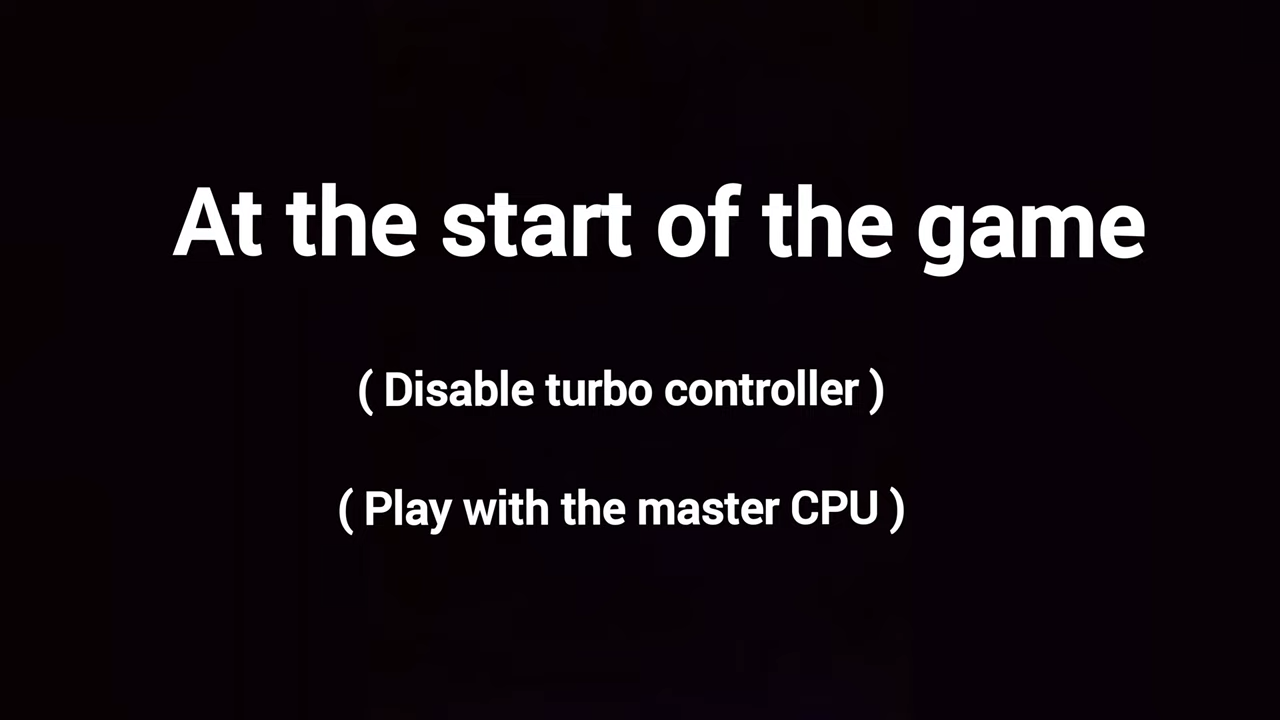 At the start of the game
( Disable turbo controller )
( Play with the master CPU )